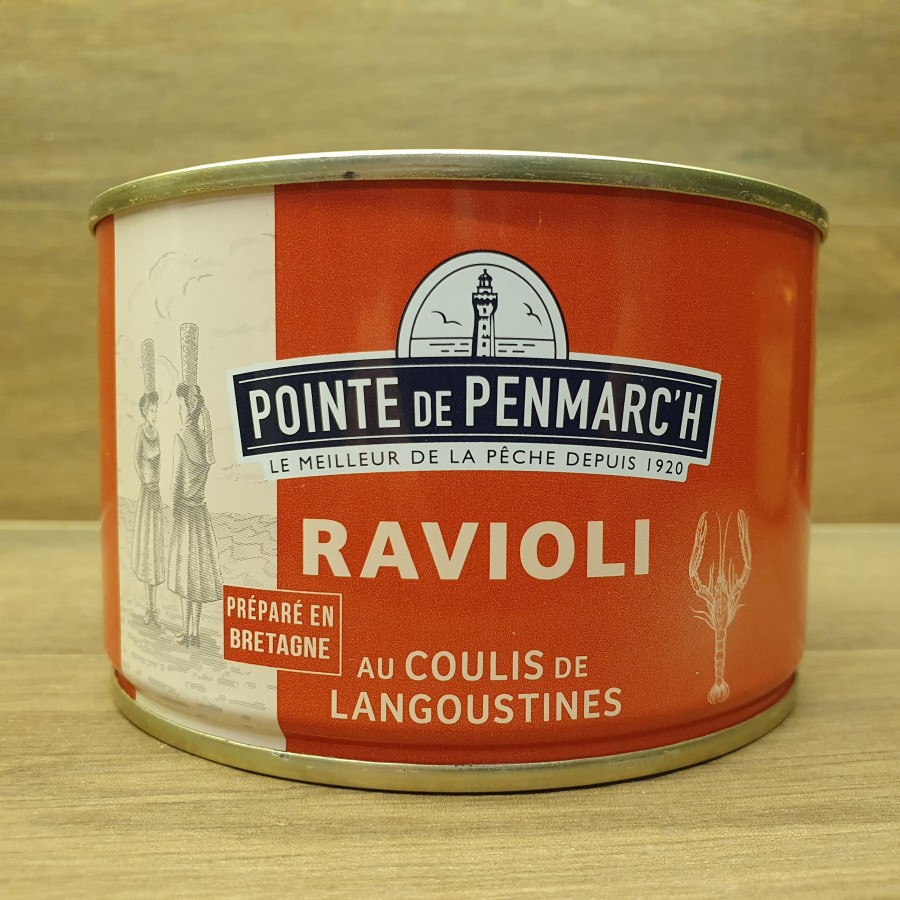 POINTE DE PENMARC'H
LE MEILLEUR DE LA PÊCHE DEPUIS 1920
RAVIOLI
PRÉPARÉ EN
BRETAGNE
AU COULIS DE
LANGOUSTINES